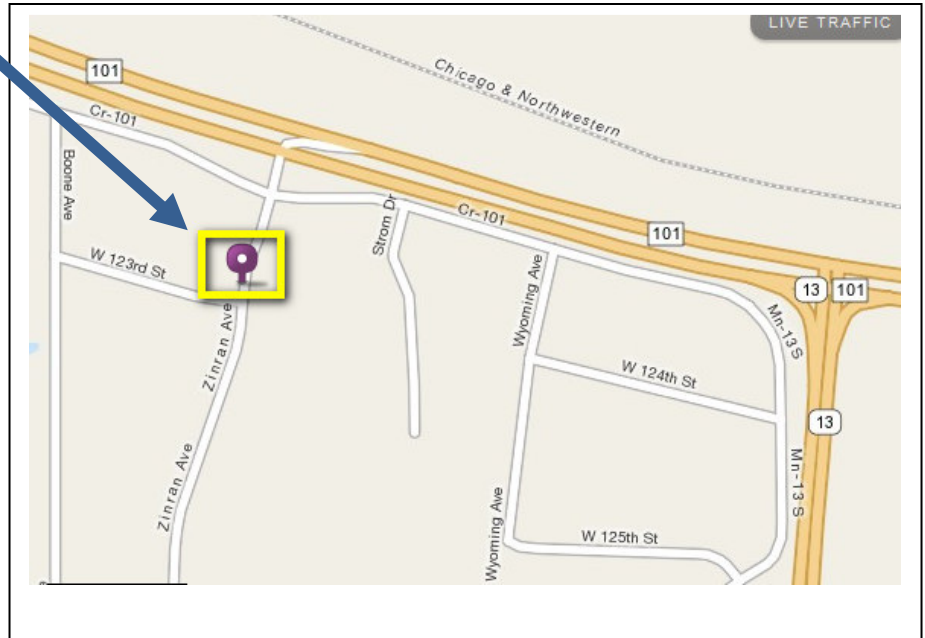 LIVE TRAFFIC
101
Chicago & Northwestern
Cr-101
Boone Ave
Strom Dr
Cr-101
101
W 123rd St
Wyoming Ave
13
101
Mn-13 S
Zinran Ave
W 124th St
13
Zinran Ave
Mn-13 S
Wyoming Ave
W 125th St